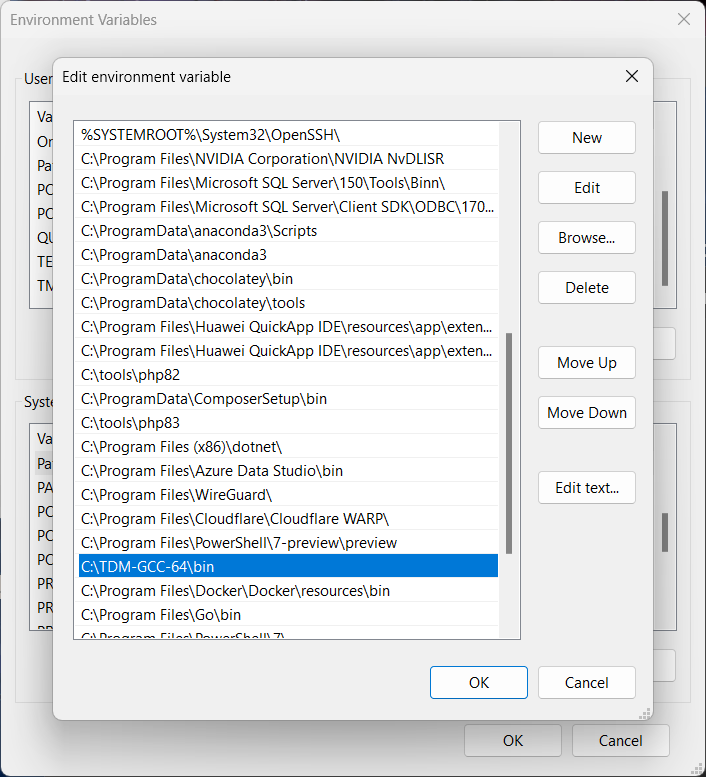 Environment Variables
User
Edit environment variable
Va
On
Pa
PC
PC
QU
TE
TM
%SYSTEMROOT%\System32\OpenSSH\
C:\Program Files\NVIDIA Corporation\NVIDIA NvDLISR
C:\Program Files\Microsoft SQL Server\150\Tools\Binn\
C:\Program Files\Microsoft SQL Server\Client SDK\ODBC\170...
C:\ProgramData\anaconda3\Scripts
C:\ProgramData\anaconda3
C:\ProgramData\chocolatey\bin
C:\ProgramData\chocolatey\tools
C:\Program Files\Huawei QuickApp IDE\resources\app\exten...
C:\Program Files\Huawei QuickApp IDE\resources\app\exten...
C:\tools\php82
C:\ProgramData\ComposerSetup\bin
C:\tools\php83
C:\Program Files (x86)\dotnet\
C:\Program Files\Azure Data Studio\bin
C:\Program Files\WireGuard\
C:\Program Files\Cloudflare\Cloudflare WARP\
C:\Program Files\PowerShell\7-preview\preview
C:\TDM-GCC-64\bin
C:\Program Files\Docker\Docker\resources\bin
C:\Program Files\Go\bin
C:\Program Files\PowerShell\7\
New
Edit
Browse...
Delete
Move Up
Move Down
Edit text...
OK
Cancel
Syste
Va
Pa
PA
PC
PC
PC
PR
PR
PR
OK
Cancel